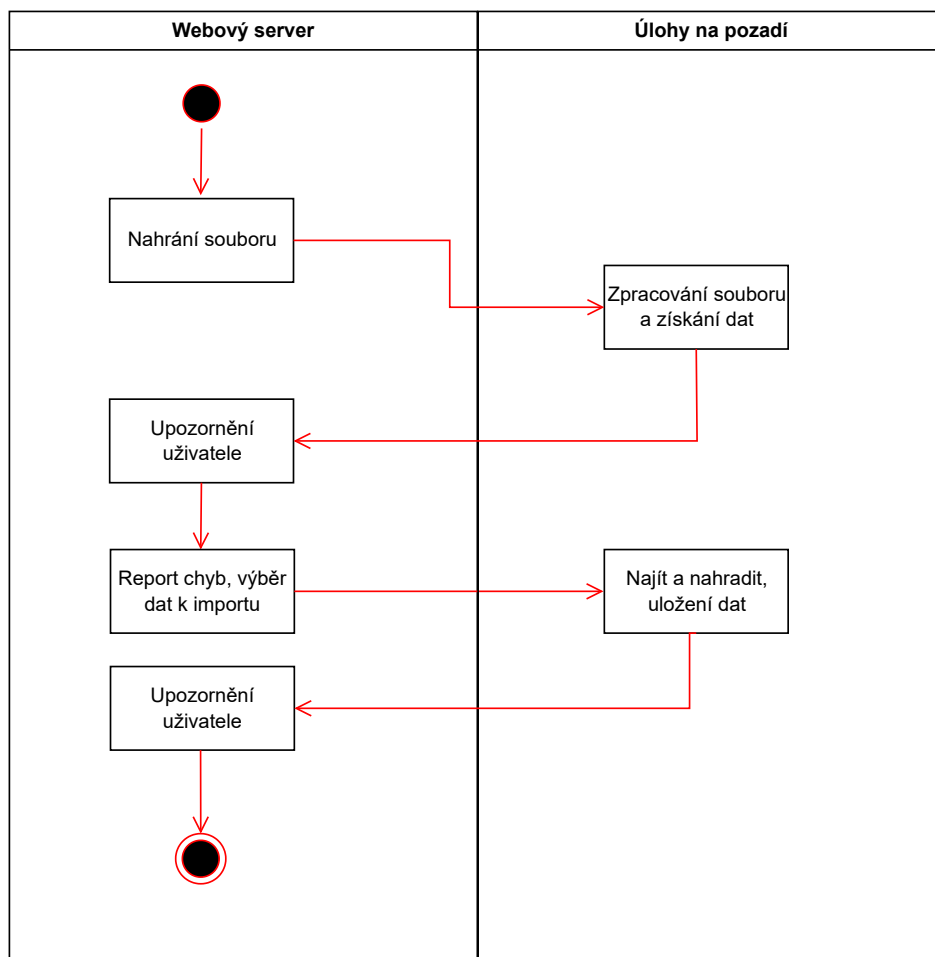 Webový server
Úlohy na pozadí
Nahrání souboru
Zpracování souboru
a získání dat
Upozornění
uživatele
Report chyb, výběr
dat k importu
Najít a nahradit,
uložení dat
Upozornění
uživatele